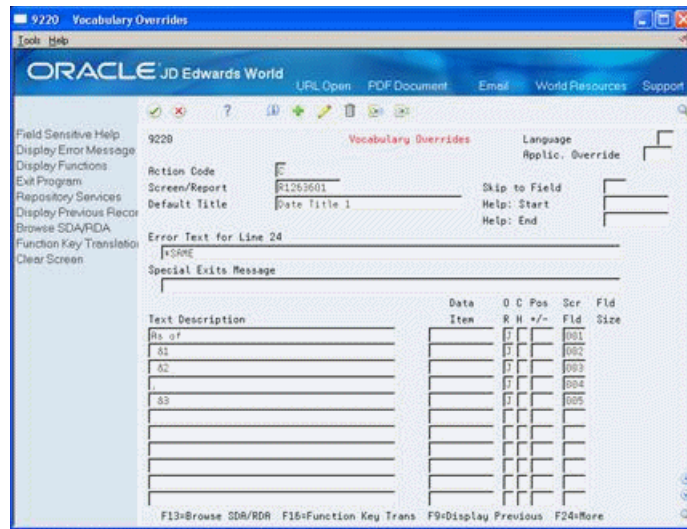 9220 Vocabulary Overrides
Tools Help
ORACLE JD Edwards World
URL Open PDF Document Email World Resources Support
Field Sensitive Help
Display Error Message
Display Functions
Exit Program
Repository Services
Display Previous Recor
Browse SDA/RDA
Function Key Translation
Clear Screen
9220 Vocabulary Overrides Language
Applic. Override
Action Code C
Screen/Report R1263601 Skip to Field
Default Title Date Title 1 Help: Start
Help: End
Error Text for Line 24
*SAME
Special Exits Message
Data O C Pos Scr Fld
Text Description Item R H +/- Fld Size
As of J 001
&1 J 002
&2 J 003
, J 004
&3 J 005
F13=Browse SDA/RDA F16=Function Key Trans F9=Display Previous F24=More